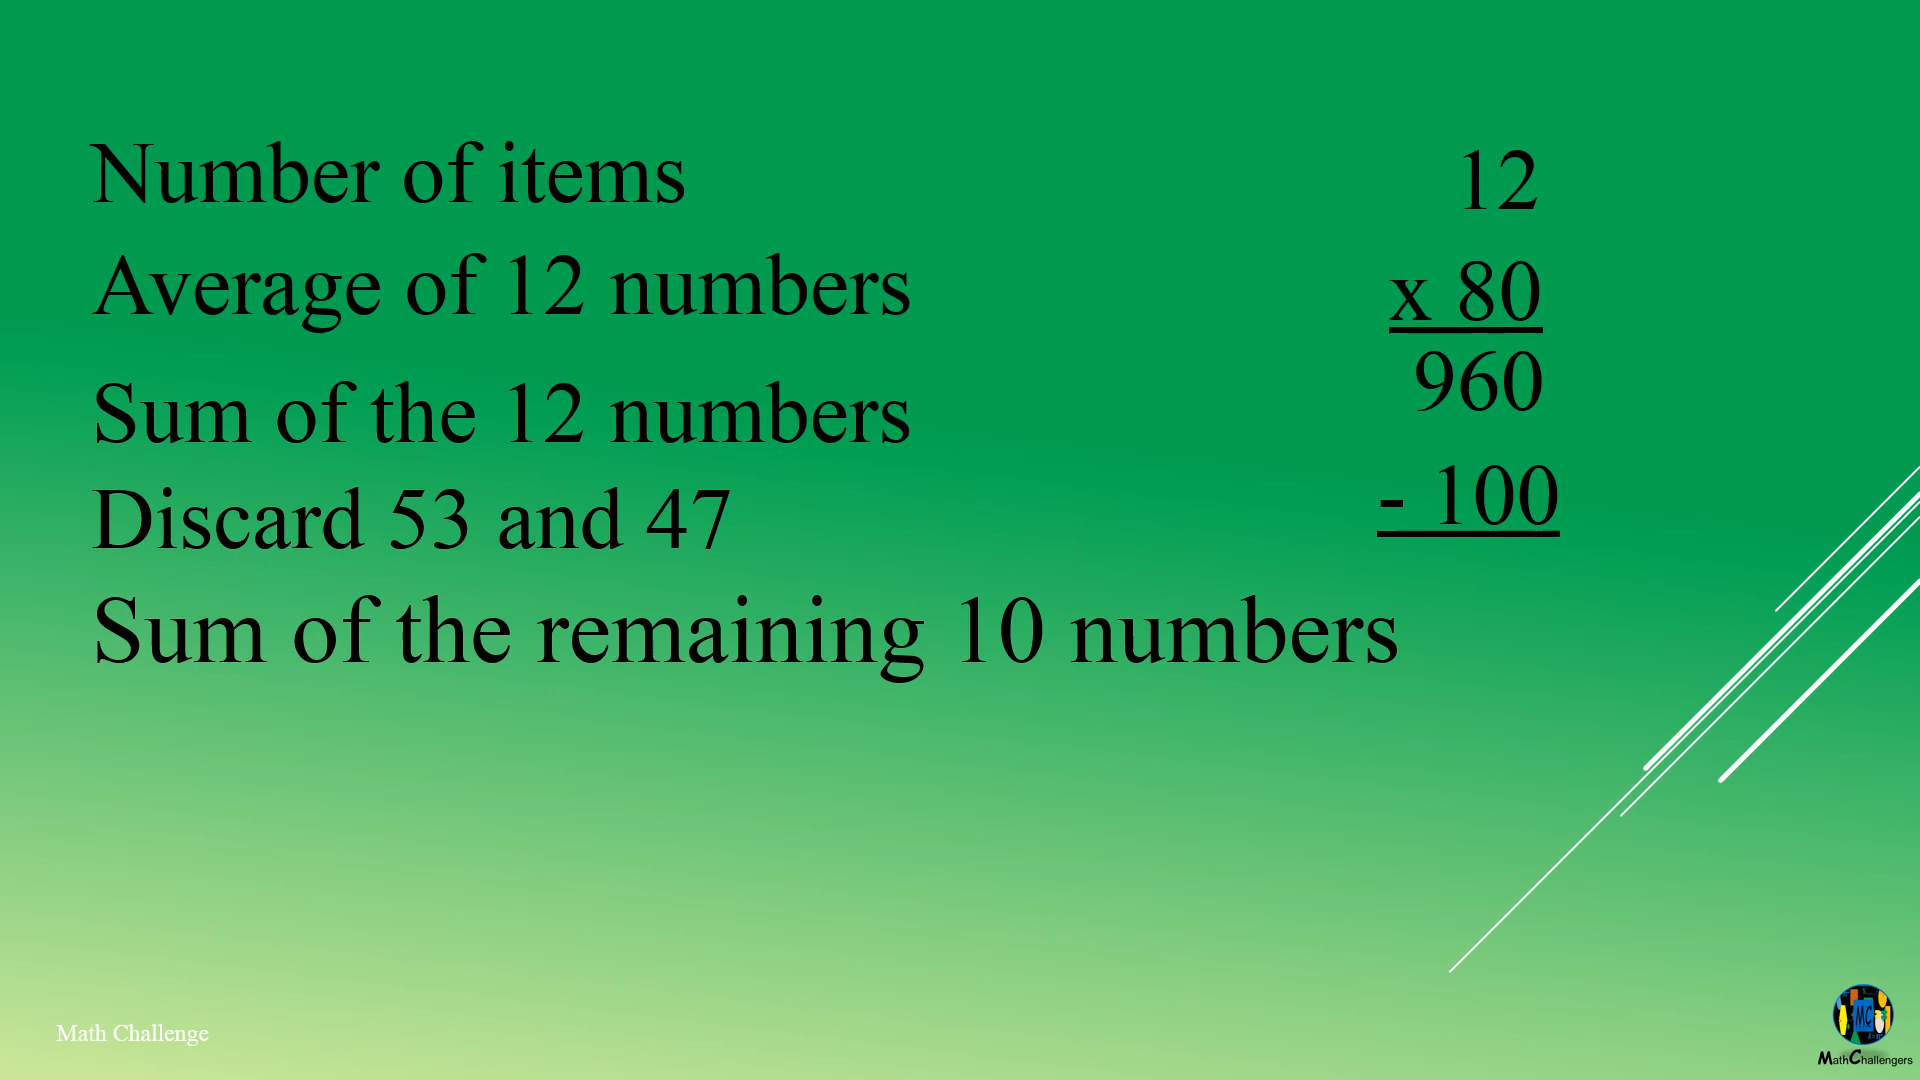 Number of items 12
Average of 12 numbers x 80
Sum of the 12 numbers 960
Discard 53 and 47 - 100
Sum of the remaining 10 numbers
Math Challenge
MC
MathChallengers